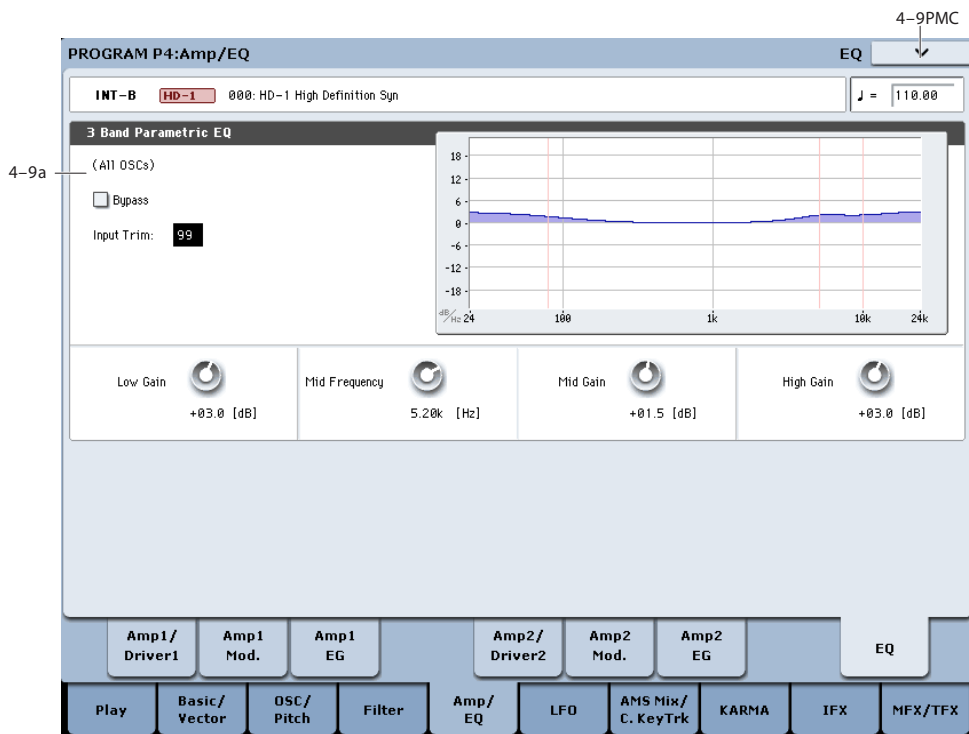 4–9PMC
PROGRAM P4:Amp/EQ
EQ
INT–B HD–1 000: HD–1 High Definition Syn
♩ = 110.00
3 Band Parametric EQ
4–9a
(All OSCs)
Bypass
Input Trim: 99
18
12
6
0
-6
-12
-18
dB/Hz 24 100 1k 10k 24k
Low Gain
+03.0 [dB]
Mid Frequency
5.20k [Hz]
Mid Gain
+01.5 [dB]
High Gain
+03.0 [dB]
Amp1/
Driver1
Amp1
Mod.
Amp1
EG
Amp2/
Driver2
Amp2
Mod.
Amp2
EG
EQ
Play
Basic/
Vector
OSC/
Pitch
Filter
Amp/
EQ
LFO
AMS Mix/
C. KeyTrk
KARMA
IFX
MFX/TFX